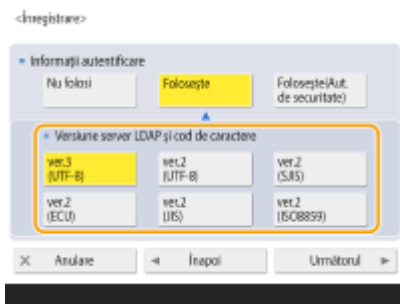 <Înregistrare>
Informații autentificare
Nu folosi
Folosește
Folosește(Aut.
de securitate)
Versiune server LDAP și cod de caractere
ver.3
(UTF-8)
ver.2
(UTF-8)
ver.2
(SJIS)
ver.2
(ECU)
ver.2
(JIS)
ver.2
(ISO8859)
Anulare
Înapoi
Următorul